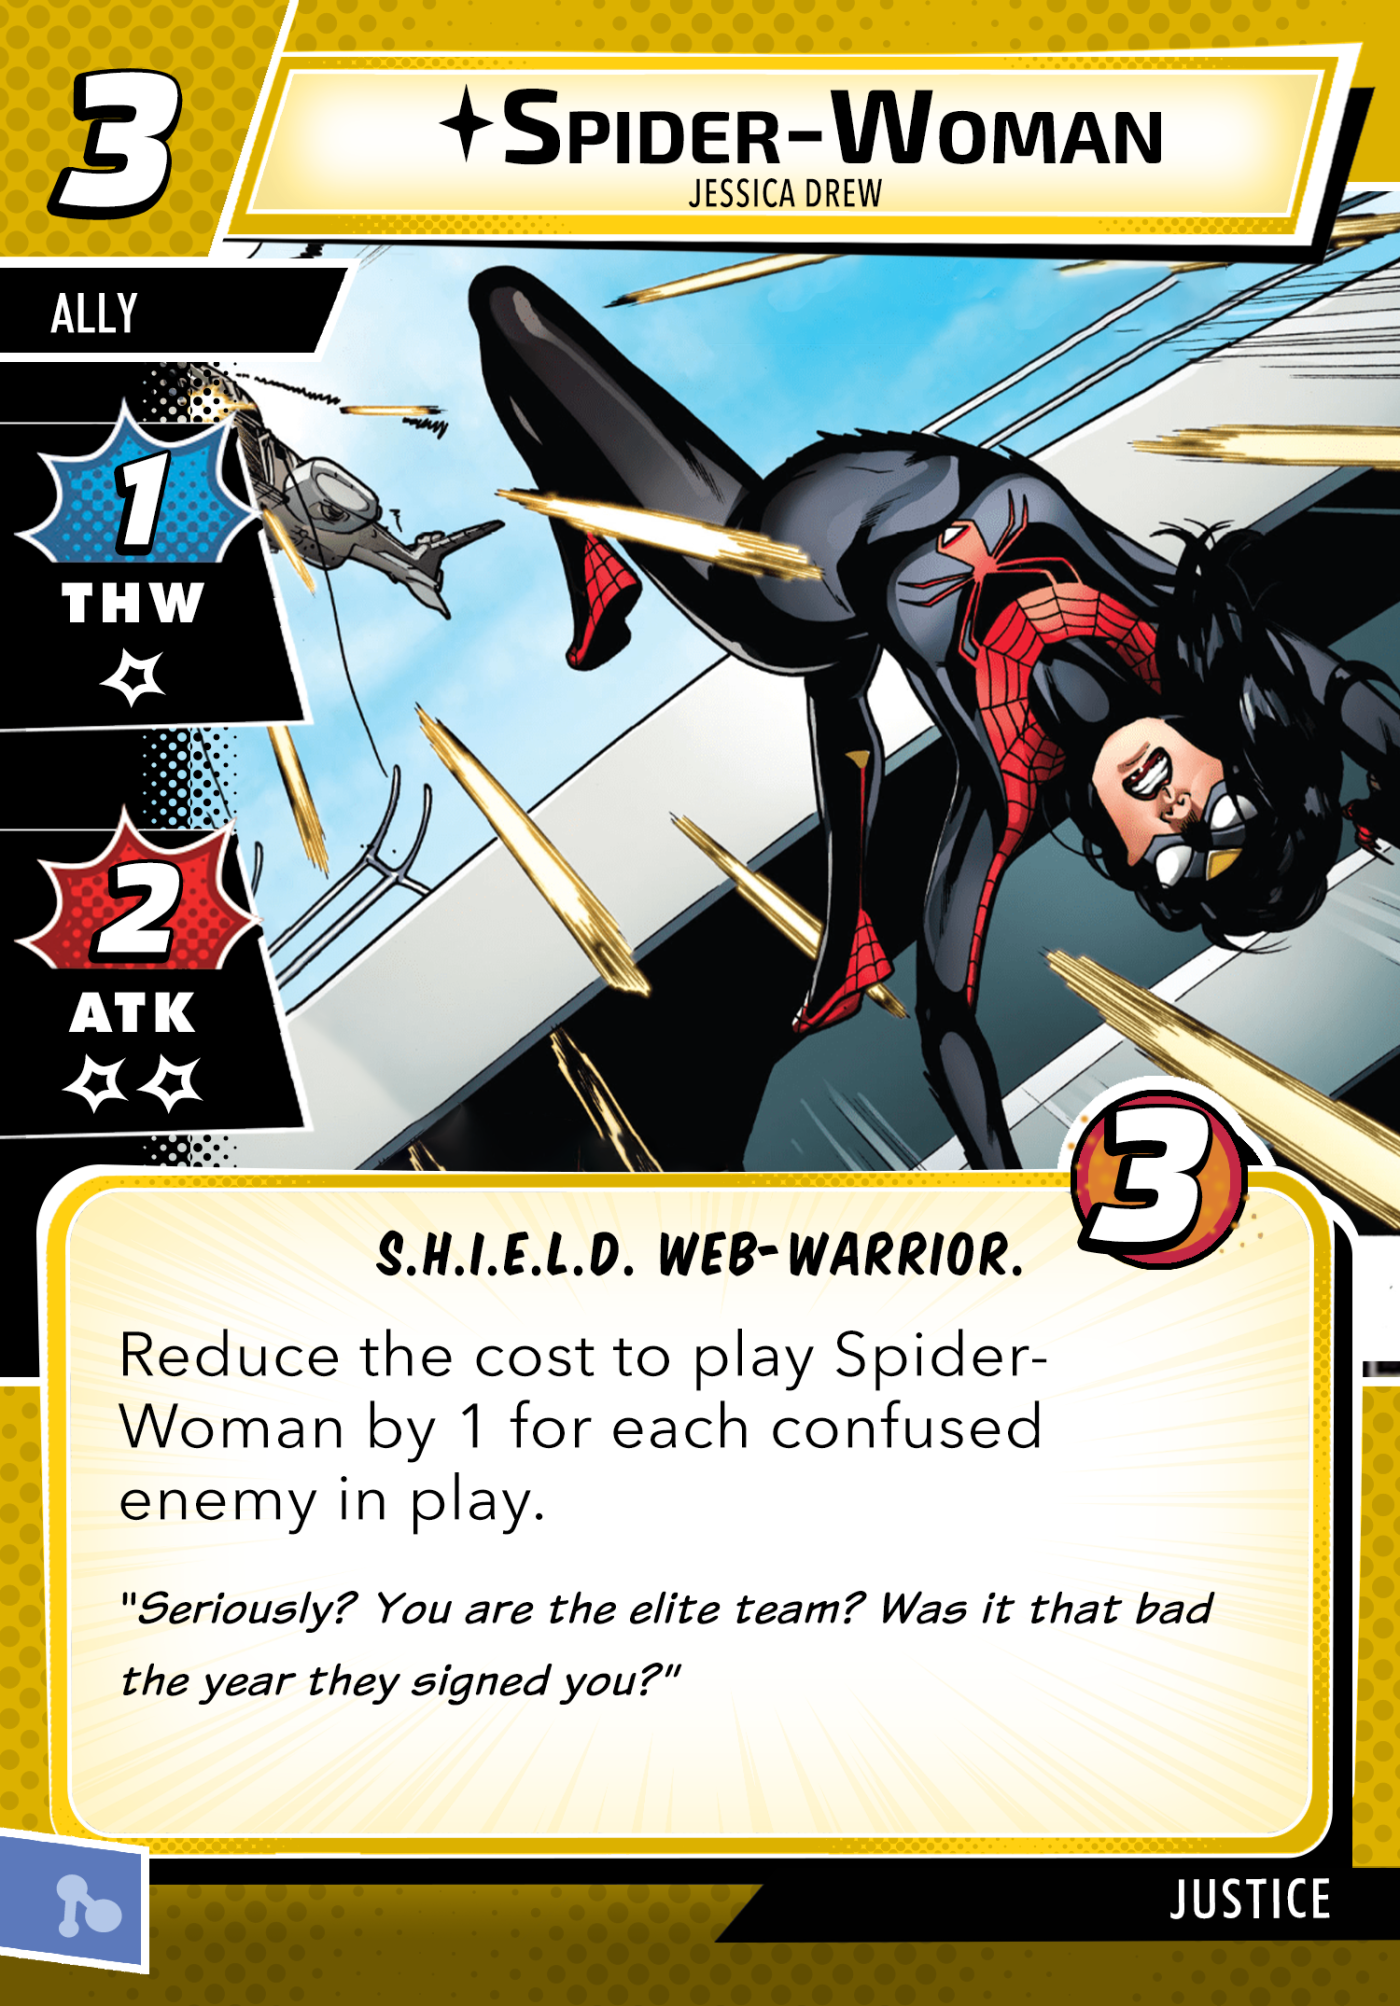 3
SPIDER-WOMAN
JESSICA DREW
ALLY
1
THW
2
ATK
3
S.H.I.E.L.D. WEB-WARRIOR.
Reduce the cost to play Spider-
Woman by 1 for each confused
enemy in play.
"Seriously? You are the elite team? Was it that bad
the year they signed you?"
JUSTICE